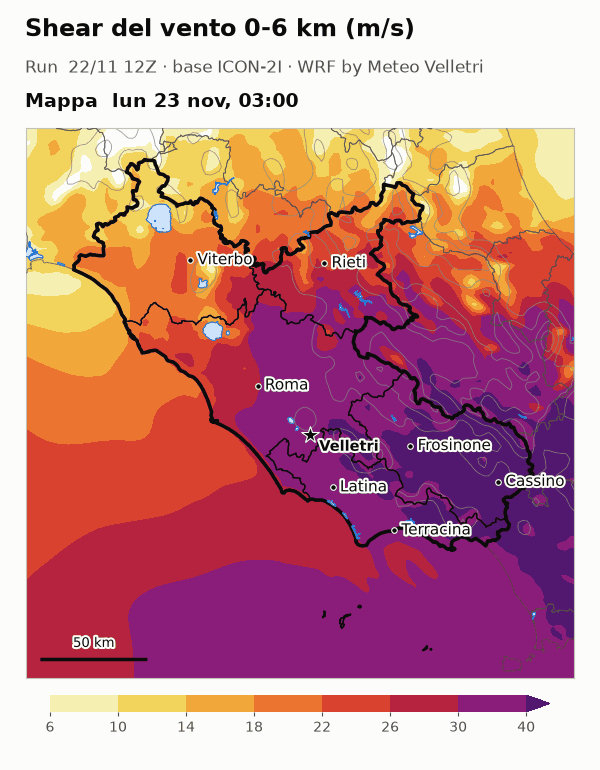 Shear del vento 0-6 km (m/s)
Run  22/11 12Z · base ICON-2I · WRF by Meteo Velletri
Mappa  lun 23 nov, 03:00
Viterbo
Rieti
Roma
Velletri
Frosinone
Cassino
Latina
Terracina
50 km
6 10 14 18 22 26 30 40